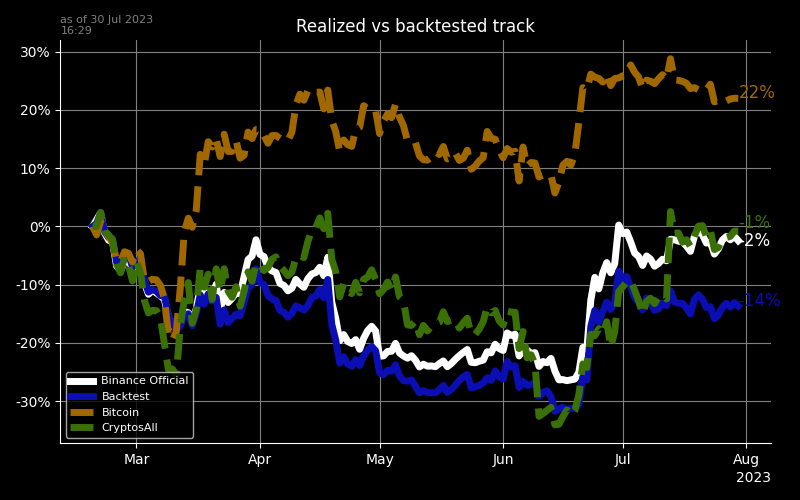 as of 30 Jul 2023
16:29
Realized vs backtested track
30%
20%
10%
0%
-10%
-20%
-30%
22%
-1%
-2%
-14%
Binance Official
Backtest
Bitcoin
CryptosAll
Mar Apr May Jun Jul Aug
2023